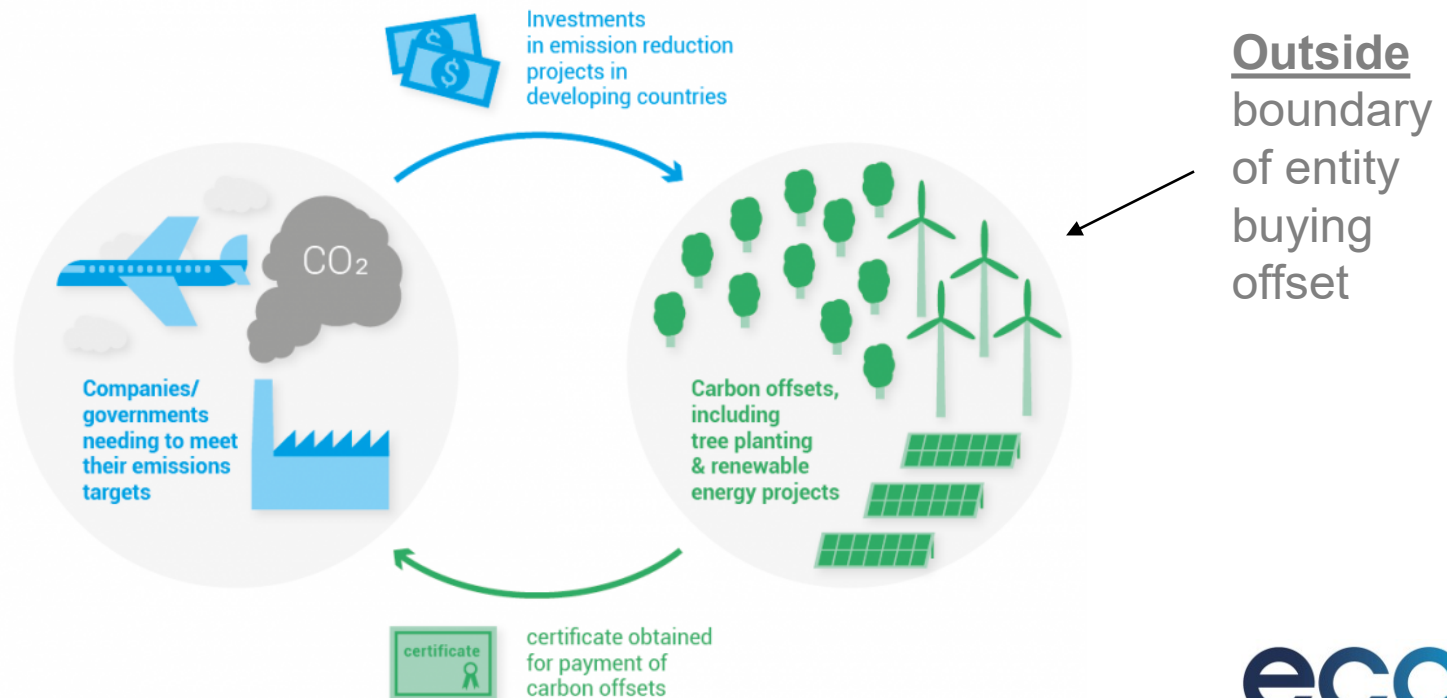 Investments
in emission reduction
projects in
developing countries
Outside
boundary
of entity
buying
offset
CO₂
Companies/
governments
needing to meet
their emissions
targets
Carbon offsets,
including
tree planting
& renewable
energy projects
certificate
certificate obtained
for payment of
carbon offsets